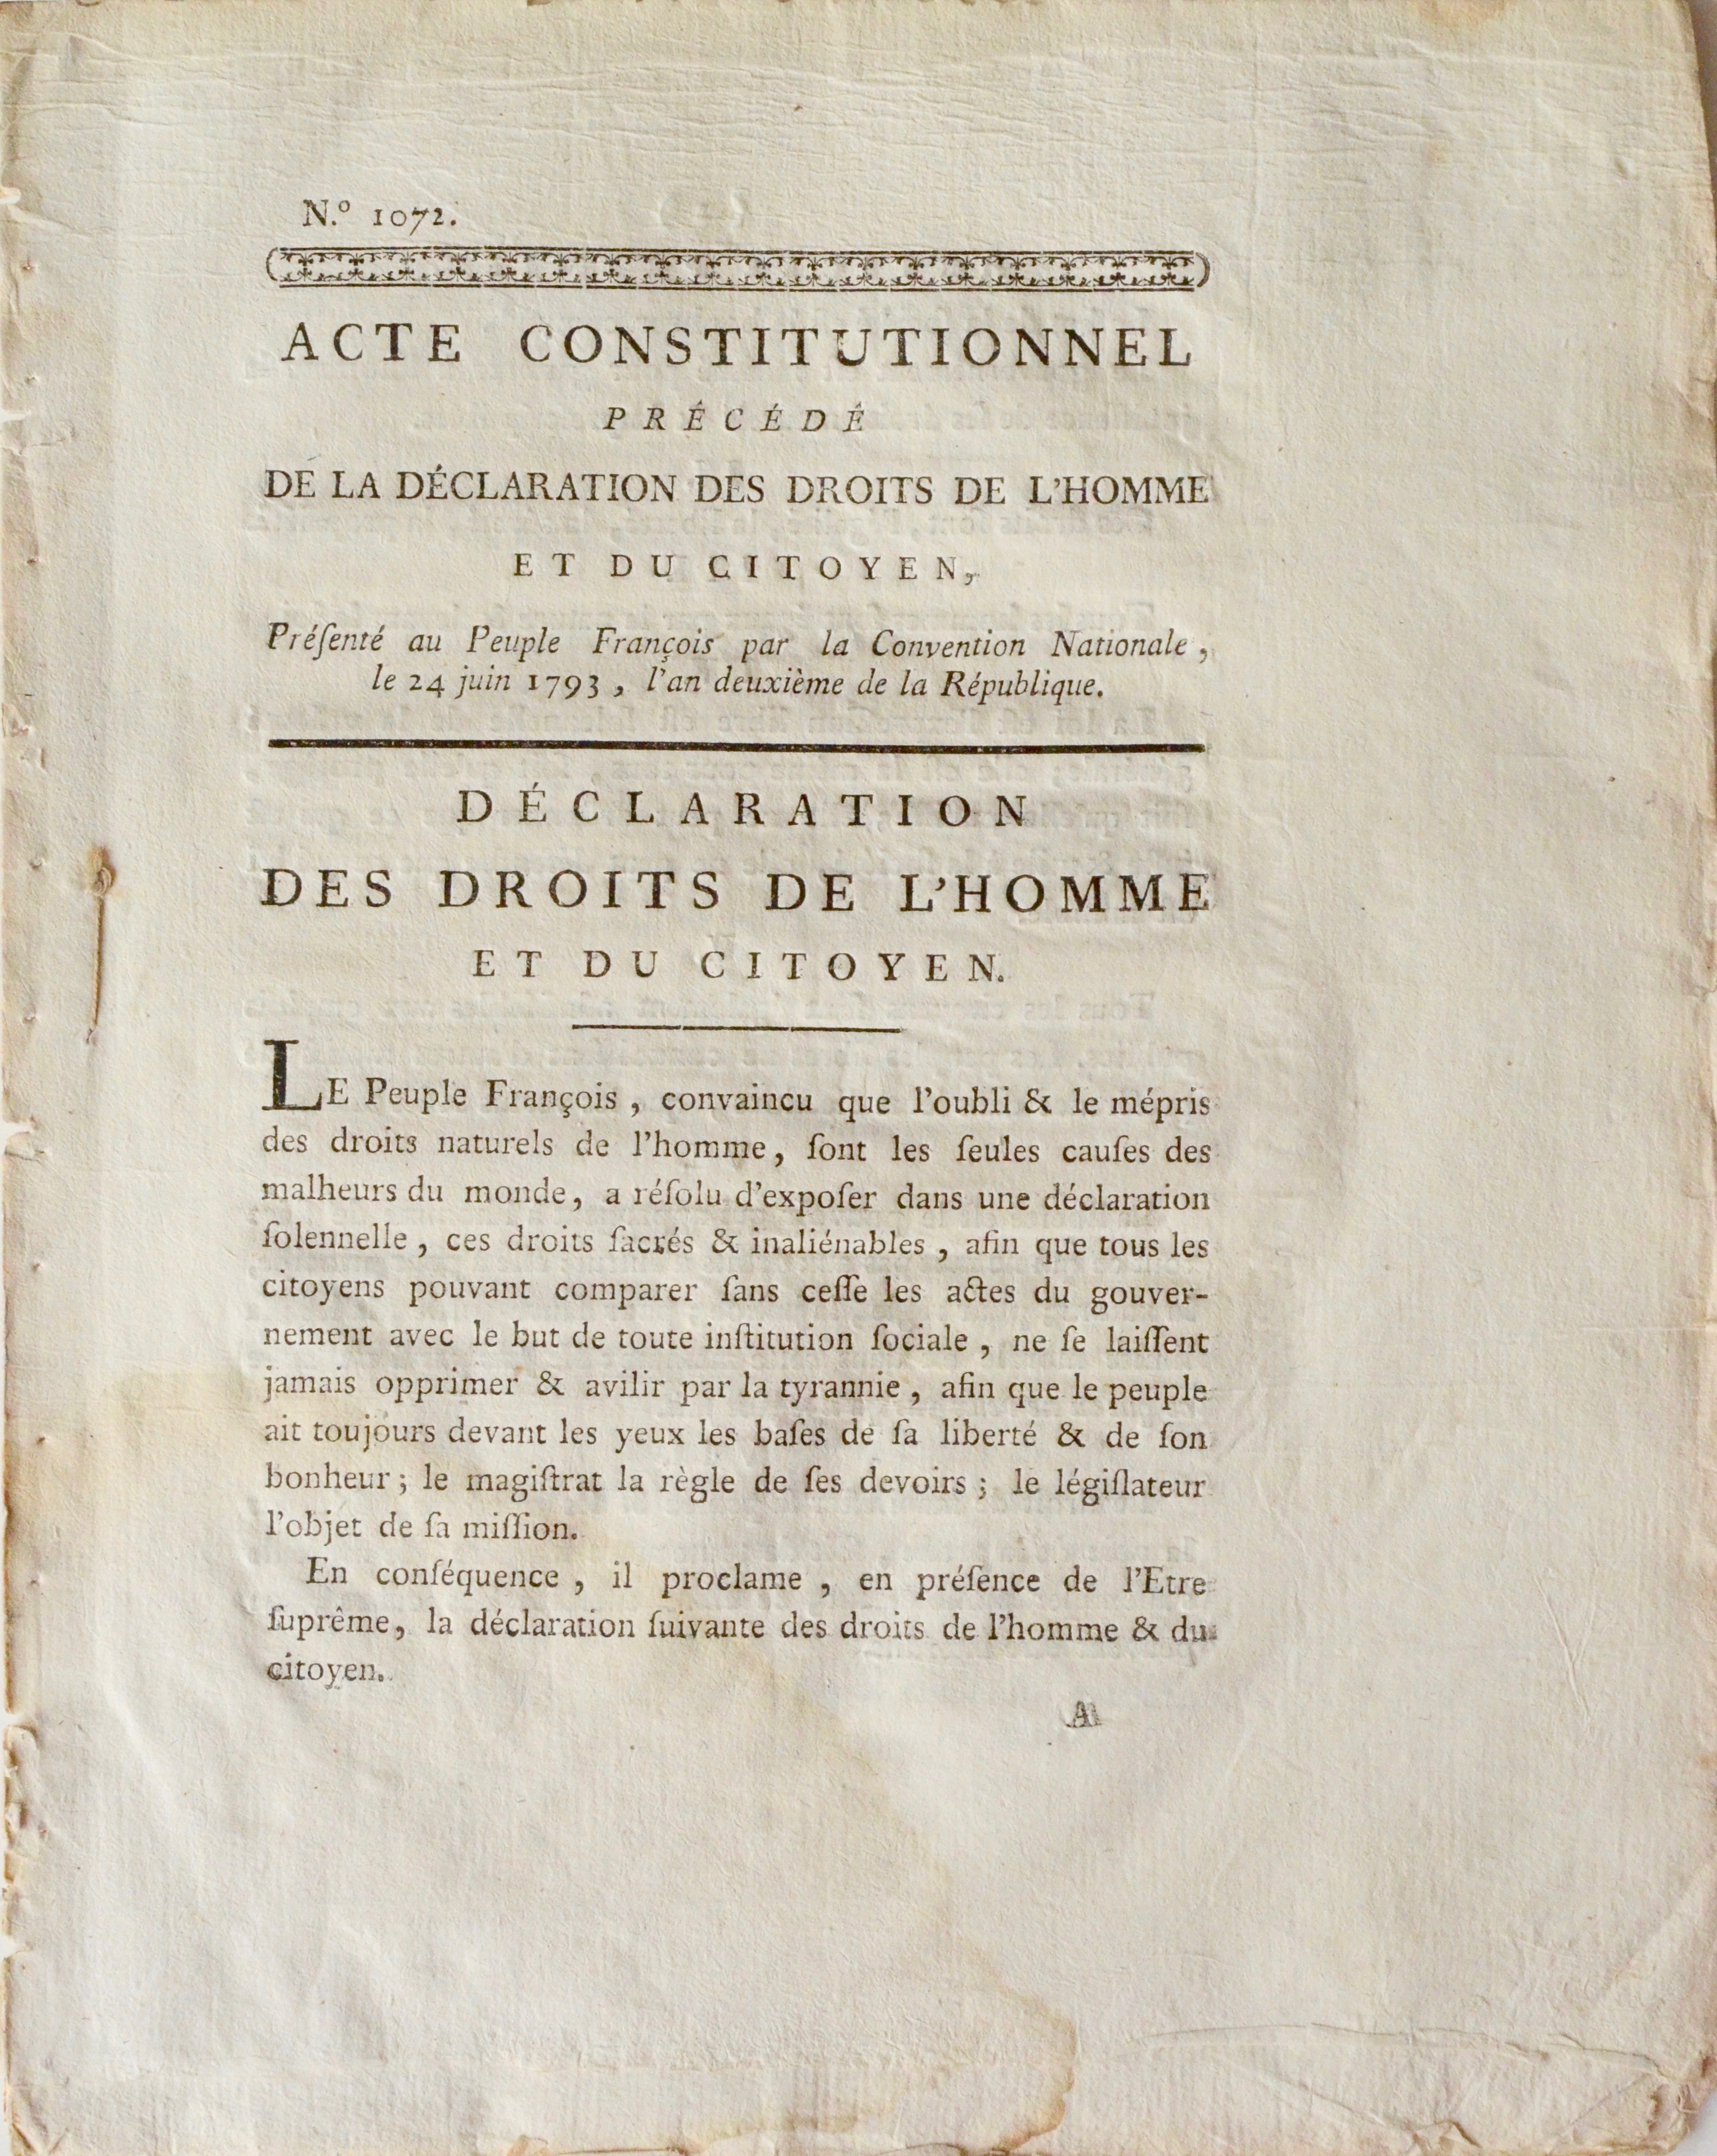 N.º 1072.
ACTE CONSTITUTIONNEL
PRÉCÉDÉ
DE LA DÉCLARATION DES DROITS DE L'HOMME
ET DU CITOYEN,
Préſenté au Peuple François par la Convention Nationale,
le 24 juin 1793, l'an deuxième de la République.
DÉCLARATION
DES DROITS DE L'HOMME
ET DU CITOYEN.
LE Peuple François, convaincu que l'oubli & le mépris
des droits naturels de l'homme, ſont les ſeules cauſes des
malheurs du monde, a réſolu d'expoſer dans une déclaration
ſolennelle, ces droits ſacrés & inaliénables, afin que tous les
citoyens pouvant comparer ſans ceſſe les actes du gouver-
nement avec le but de toute inſtitution ſociale, ne ſe laiſſent
jamais opprimer & avilir par la tyrannie, afin que le peuple
ait toujours devant les yeux les baſes de ſa liberté & de ſon
bonheur; le magiſtrat la règle de ſes devoirs; le légiſlateur
l'objet de ſa miſſion.
En conſéquence, il proclame, en préſence de l'Etre
ſuprême, la déclaration ſuivante des droits de l'homme & du
citoyen.
A